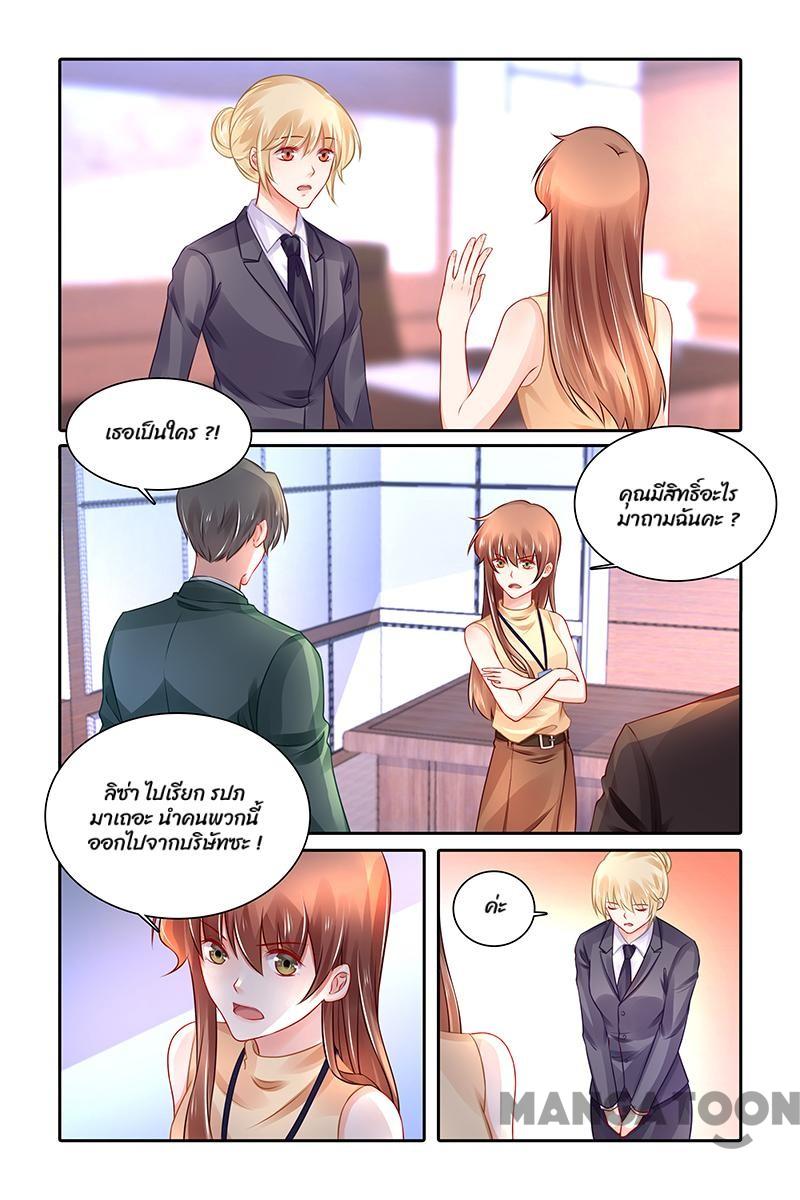 เธอเป็นใคร ?!
คุณมีสิทธิ์อะไร
มาถามฉันคะ ?
ลิซ่า ไปเรียก รปภ
มาเถอะ นำคนพวกนี้
ออกไปจากบริษัทซะ !
ค่ะ
MANGATOON